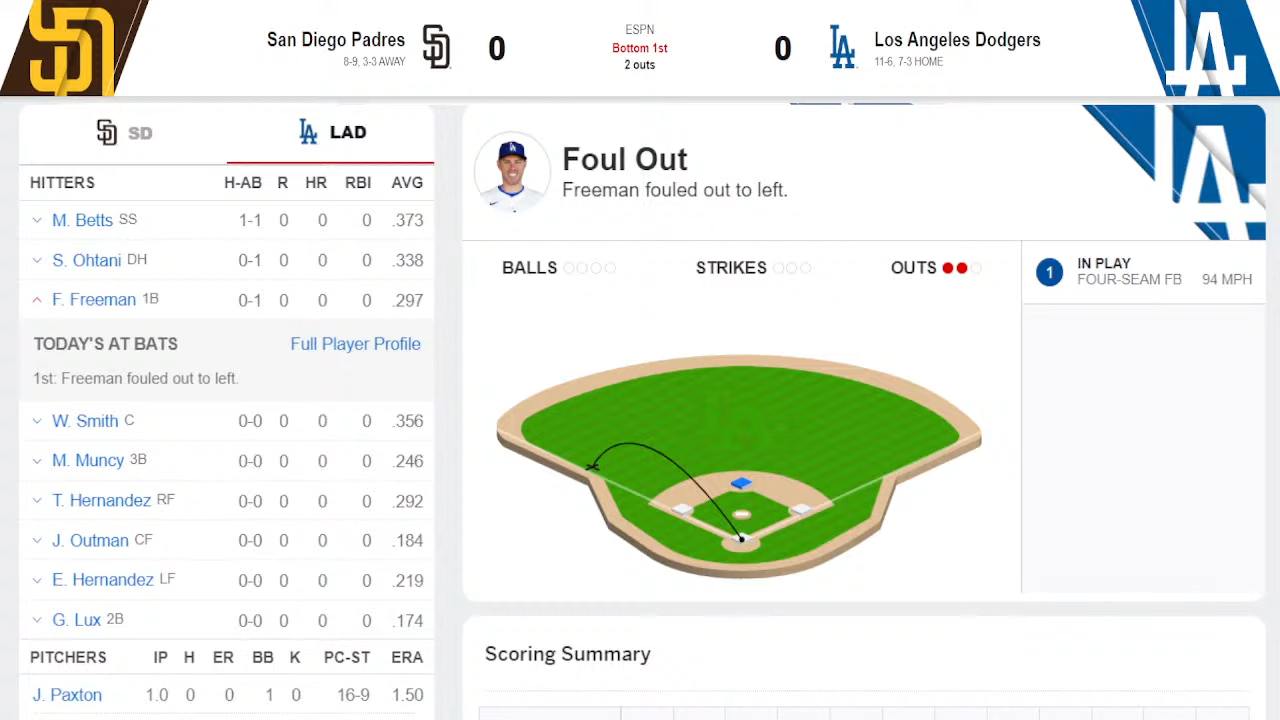 San Diego Padres
8-9, 3-3 AWAY
SD
0
ESPN
Bottom 1st
2 outs
0
LA
Los Angeles Dodgers
11-6, 7-3 HOME
SD
LAD
HITTERS H-AB R HR RBI AVG
M. Betts SS 1-1 0 0 0 .373
S. Ohtani DH 0-1 0 0 0 .338
F. Freeman 1B 0-1 0 0 0 .297
TODAY'S AT BATS Full Player Profile
1st: Freeman fouled out to left.
W. Smith C 0-0 0 0 0 .356
M. Muncy 3B 0-0 0 0 0 .246
T. Hernandez RF 0-0 0 0 0 .292
J. Outman CF 0-0 0 0 0 .184
E. Hernandez LF 0-0 0 0 0 .219
G. Lux 2B 0-0 0 0 0 .174
PITCHERS IP H ER BB K PC-ST ERA
J. Paxton 1.0 0 0 1 0 16-9 1.50
Foul Out
Freeman fouled out to left.
BALLS STRIKES OUTS
1 IN PLAY
FOUR-SEAM FB 94 MPH
Scoring Summary